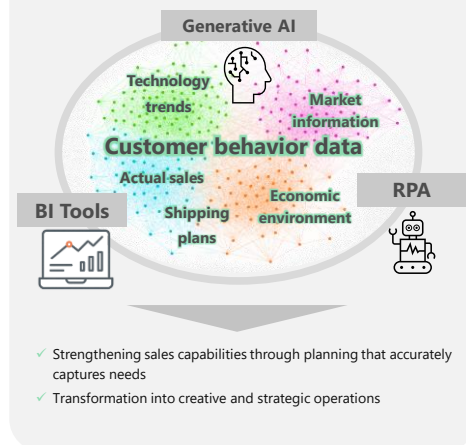 Generative AI
Technology
trends
Market
information
Customer behavior data
Actual sales
Economic
environment
Shipping
plans
BI Tools
RPA
✓ Strengthening sales capabilities through planning that accurately
captures needs
✓ Transformation into creative and strategic operations